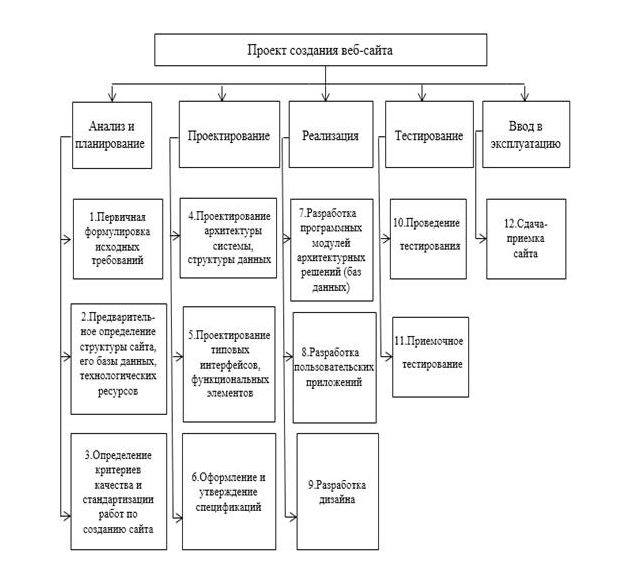 Проект создания веб-сайта
Анализ и
планирование
Проектирование
Реализация
Тестирование
Ввод в
эксплуатацию
1.Первичная
формулировка
исходных
требований
4.Проектирование
архитектуры
системы,
структуры данных
7.Разработка
программных
модулей
архитектурных
решений (баз
данных)
10.Проведение
тестирования
12.Сдача-
приемка
сайта
2.Предваритель-
ное определение
структуры сайта,
его базы данных,
технологических
ресурсов
5.Проектирование
типовых
интерфейсов,
функциональных
элементов
8.Разработка
пользовательских
приложений
11.Приемочное
тестирование
3.Определение
критериев
качества и
стандартизации
работ по
созданию сайта
6.Оформление и
утверждение
спецификаций
9.Разработка
дизайна